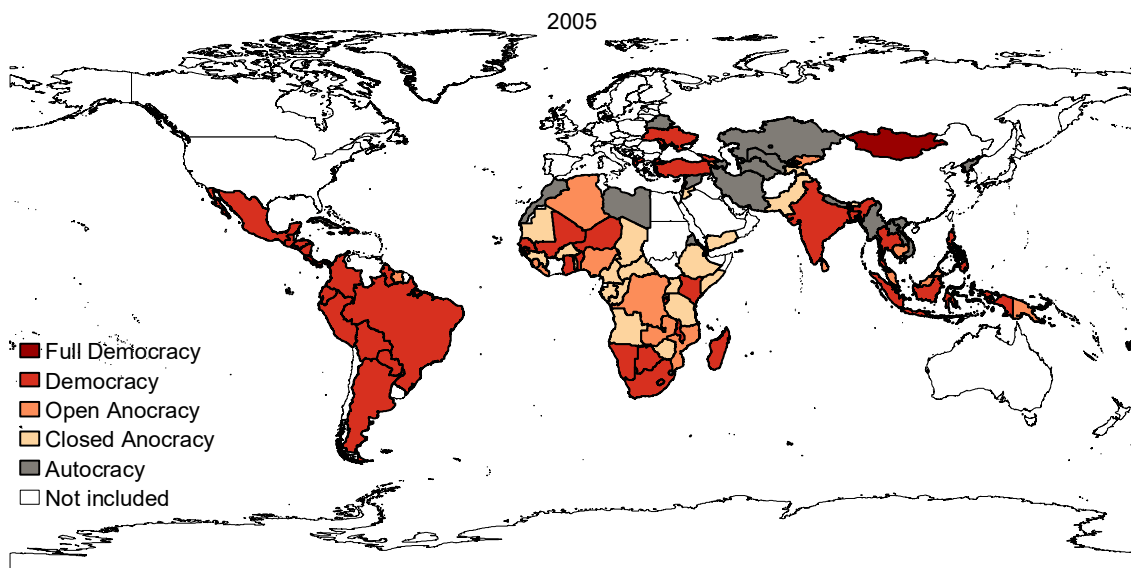 2005
Full Democracy
Democracy
Open Anocracy
Closed Anocracy
Autocracy
Not included